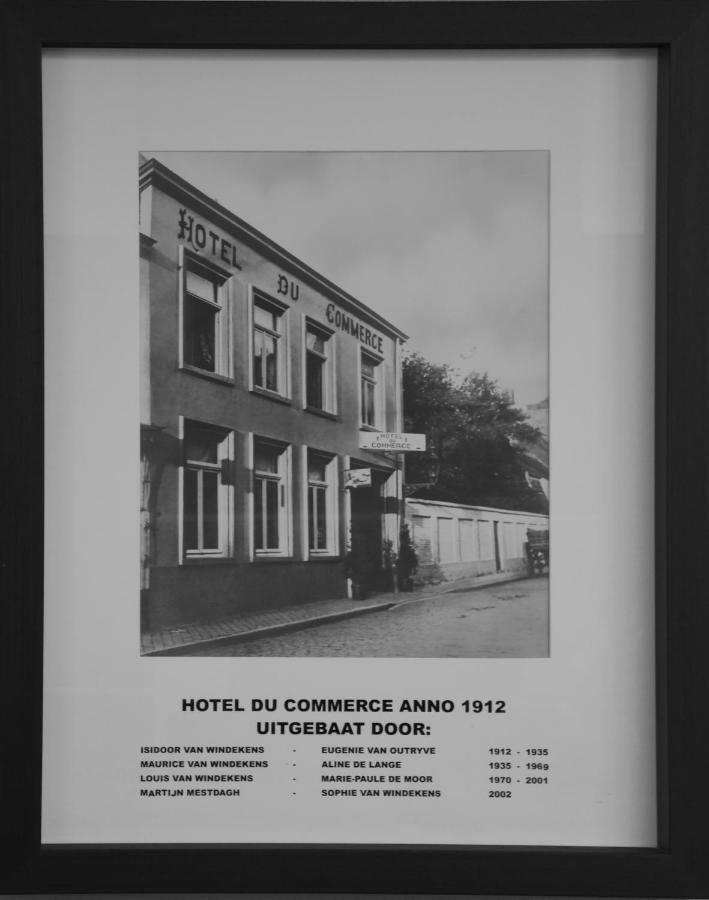 HOTEL DU COMMERCE
HOTEL
DU
COMMERCE
HOTEL DU COMMERCE ANNO 1912
UITGEBAAT DOOR:
ISIDOOR VAN WINDEKENS - EUGENIE VAN OUTRYVE 1912 - 1935
MAURICE VAN WINDEKENS - ALINE DE LANGE 1935 - 1969
LOUIS VAN WINDEKENS - MARIE-PAULE DE MOOR 1970 - 2001
MARTIJN MESTDAGH - SOPHIE VAN WINDEKENS 2002